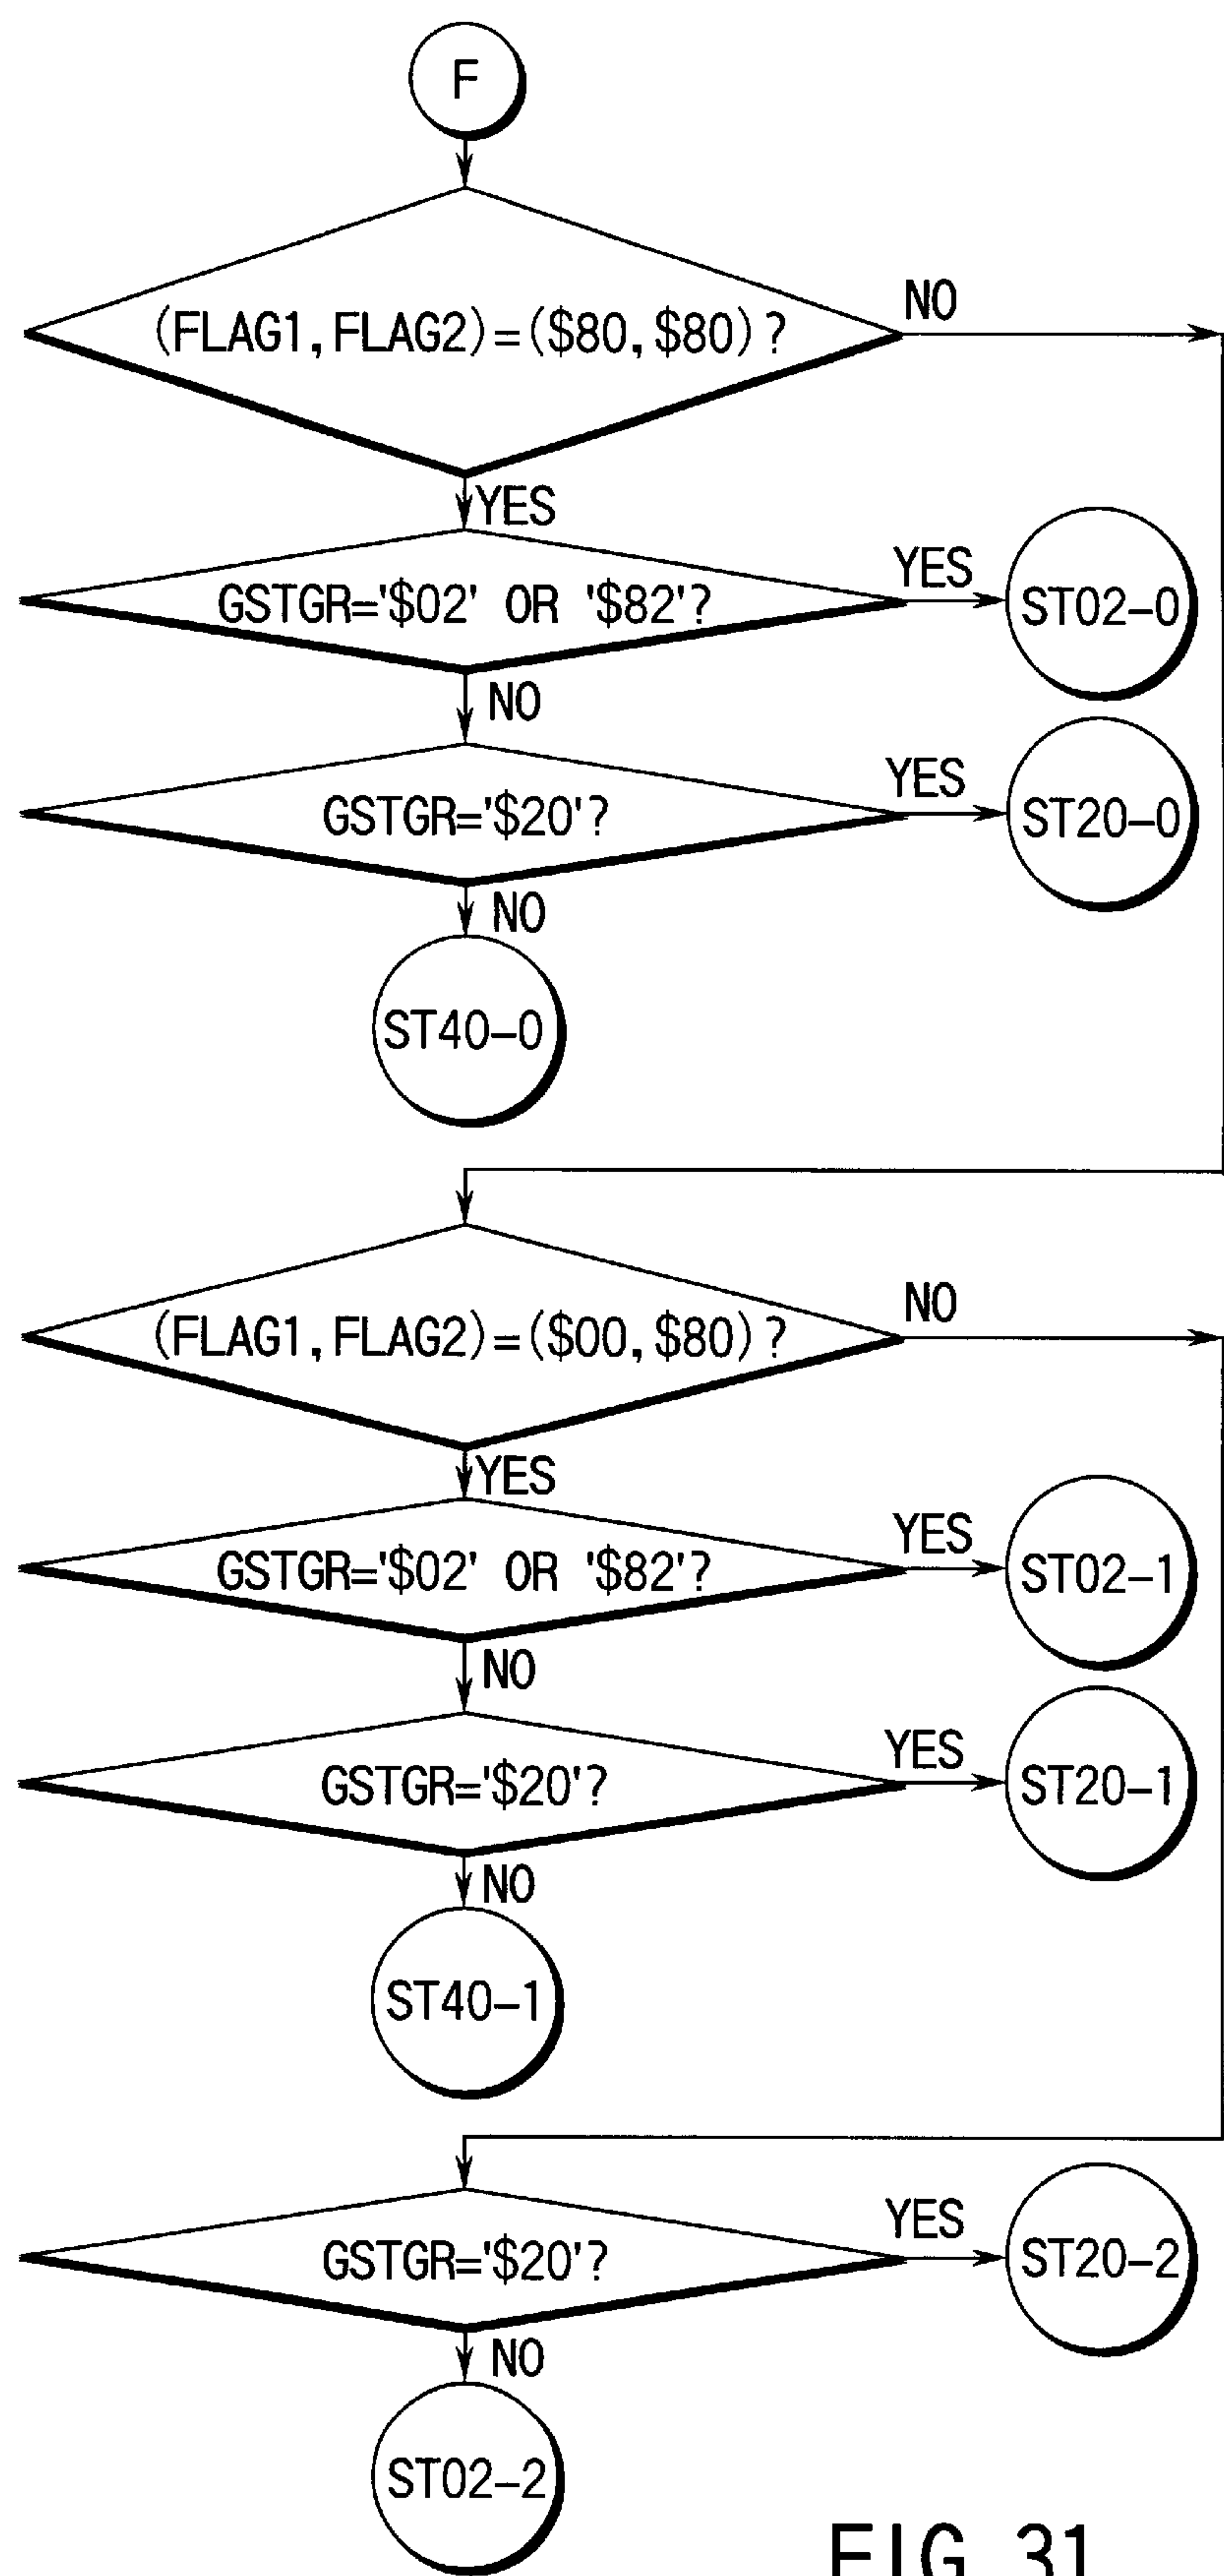 F
(FLAG1,FLAG2)=($80,$80)?
NO
YES
GSTGR='$02' OR '$82'?
YES
ST02-0
NO
GSTGR='$20'?
YES
ST20-0
NO
ST40-0
(FLAG1,FLAG2)=($00,$80)?
NO
YES
GSTGR='$02' OR '$82'?
YES
ST02-1
NO
GSTGR='$20'?
YES
ST20-1
NO
ST40-1
GSTGR='$20'?
YES
ST20-2
NO
ST02-2
FIG. 31